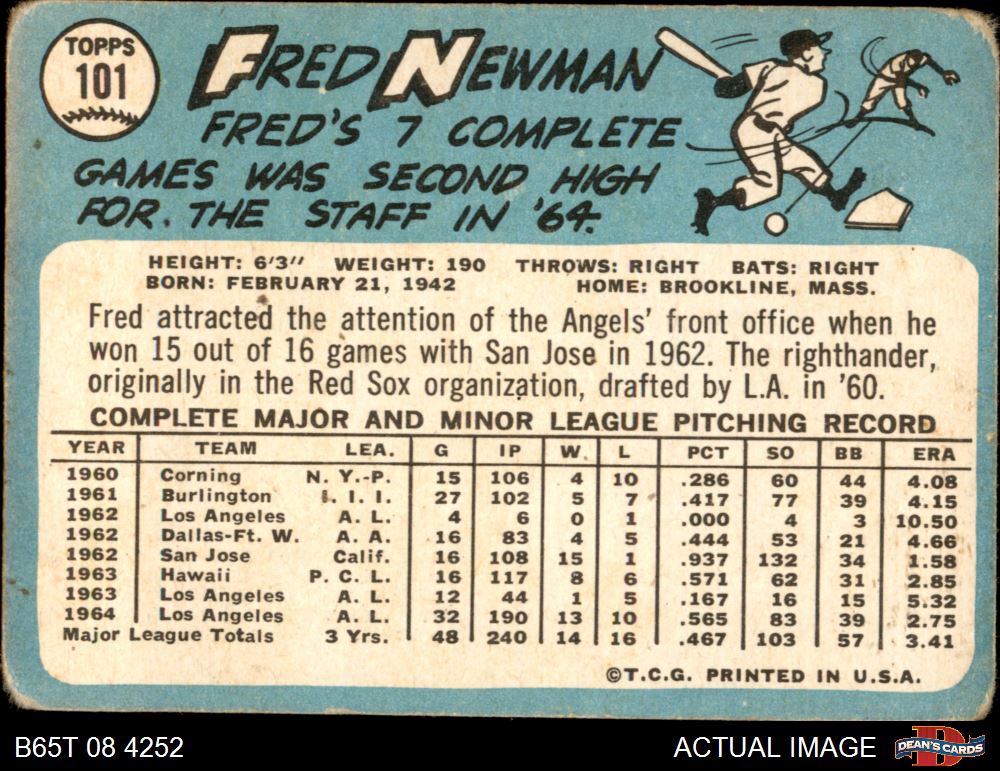 TOPPS
101
FRED NEWMAN
FRED'S 7 COMPLETE
GAMES WAS SECOND HIGH
FOR. THE STAFF IN '64.
HEIGHT: 6'3" WEIGHT: 190 THROWS: RIGHT BATS: RIGHT
BORN: FEBRUARY 21, 1942 HOME: BROOKLINE, MASS.
Fred attracted the attention of the Angels' front office when he
won 15 out of 16 games with San Jose in 1962. The righthander,
originally in the Red Sox organization, drafted by L.A. in '60.
COMPLETE MAJOR AND MINOR LEAGUE PITCHING RECORD
YEAR TEAM LEA. G IP W L PCT SO BB ERA
1960 Corning N. Y.-P. 15 106 4 10 .286 60 44 4.08
1961 Burlington I. I. I. 27 102 5 7 .417 77 39 4.15
1962 Los Angeles A. L. 4 6 0 1 .000 4 3 10.50
1962 Dallas-Ft. W. A. A. 16 83 4 5 .444 53 21 4.66
1962 San Jose Calif. 16 108 15 1 .937 132 34 1.58
1963 Hawaii P. C. L. 16 117 8 6 .571 62 31 2.85
1963 Los Angeles A. L. 12 44 1 5 .167 16 15 5.32
1964 Los Angeles A. L. 32 190 13 10 .565 83 39 2.75
Major League Totals 3 Yrs. 48 240 14 16 .467 103 57 3.41
©T.C.G. PRINTED IN U.S.A.
B65T 08 4252 ACTUAL IMAGE DEAN'S CARDS